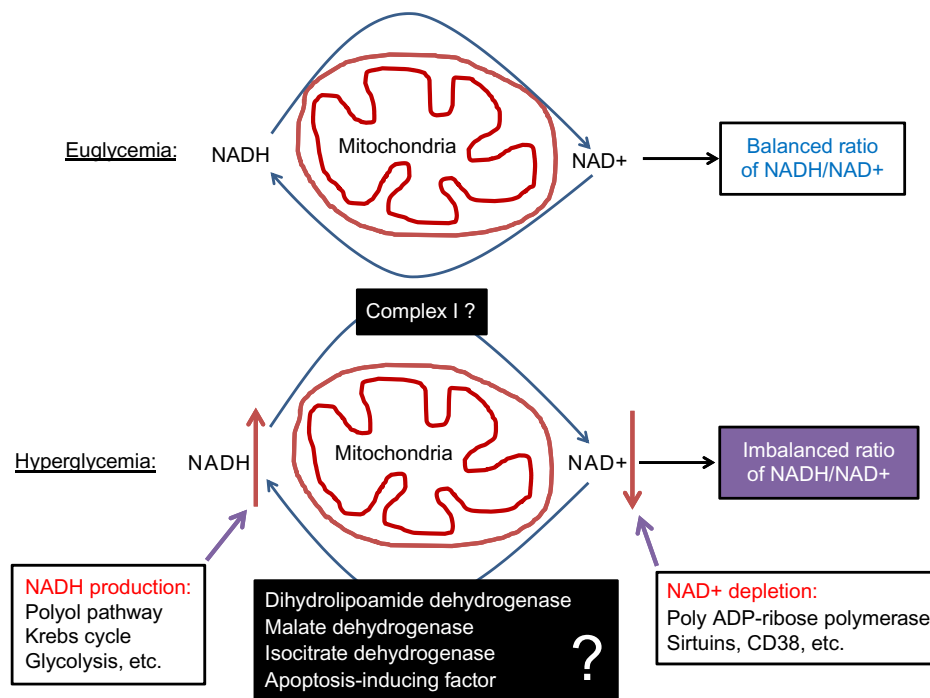 Euglycemia:
NADH
Mitochondria
NAD+
Balanced ratio
of NADH/NAD+
Complex I ?
Hyperglycemia:
NADH
Mitochondria
NAD+
Imbalanced ratio
of NADH/NAD+
NADH production:
Polyol pathway
Krebs cycle
Glycolysis, etc.
Dihydrolipoamide dehydrogenase
Malate dehydrogenase
Isocitrate dehydrogenase
Apoptosis-inducing factor
?
NAD+ depletion:
Poly ADP-ribose polymerase
Sirtuins, CD38, etc.